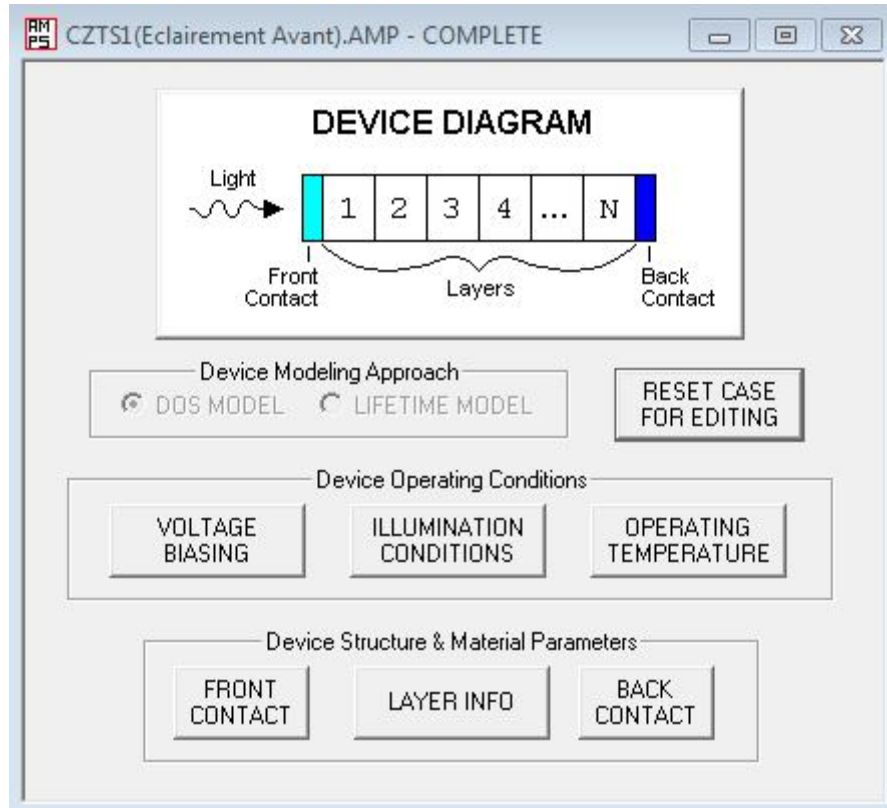 AMPS
CZTS1(Eclairement Avant).AMP - COMPLETE
DEVICE DIAGRAM
Light
1 2 3 4 ... N
Front
Contact
Layers
Back
Contact
Device Modeling Approach
DOS MODEL LIFETIME MODEL
RESET CASE
FOR EDITING
Device Operating Conditions
VOLTAGE
BIASING
ILLUMINATION
CONDITIONS
OPERATING
TEMPERATURE
Device Structure & Material Parameters
FRONT
CONTACT
LAYER INFO
BACK
CONTACT